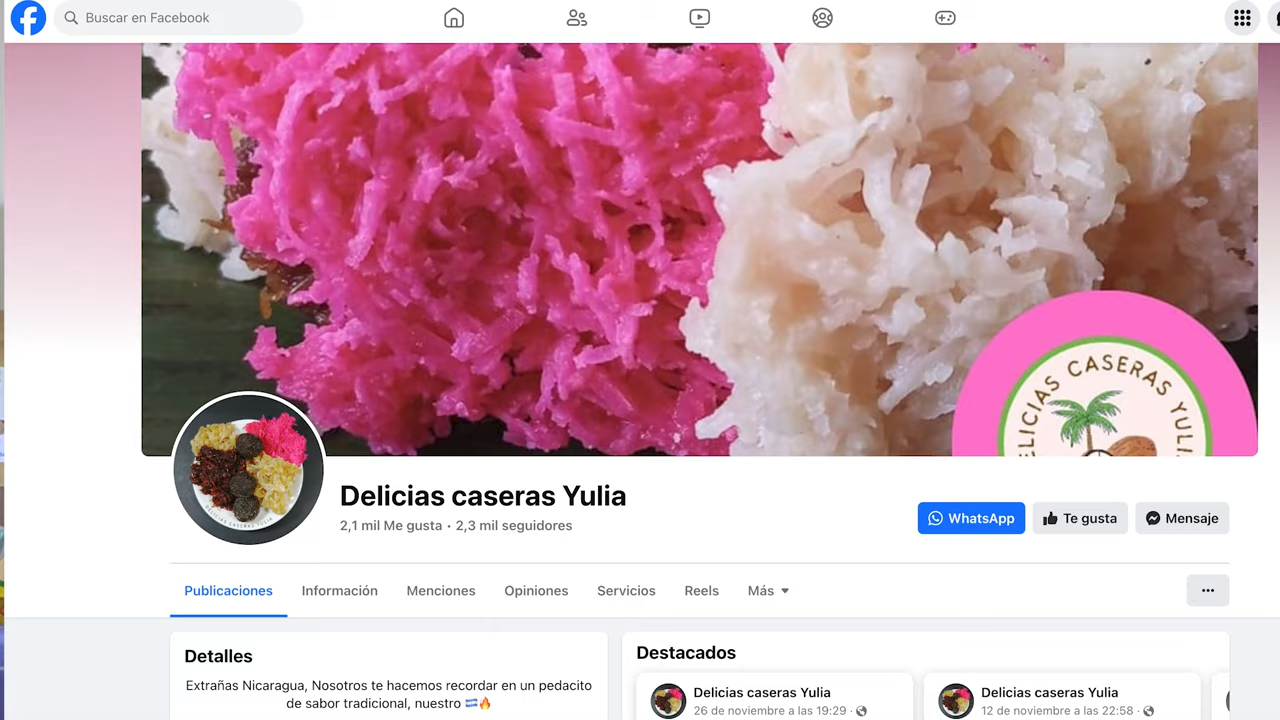 Buscar en Facebook
DELICIAS CASERAS YULIA
Delicias caseras Yulia
2,1 mil Me gusta • 2,3 mil seguidores
WhatsApp
Te gusta
Mensaje
Publicaciones Información Menciones Opiniones Servicios Reels Más
Detalles
Extrañas Nicaragua, Nosotros te hacemos recordar en un pedacito
de sabor tradicional, nuestro 🇳🇮🔥
Destacados
Delicias caseras Yulia
26 de noviembre a las 19:29 ·
Delicias caseras Yulia
12 de noviembre a las 22:58 ·